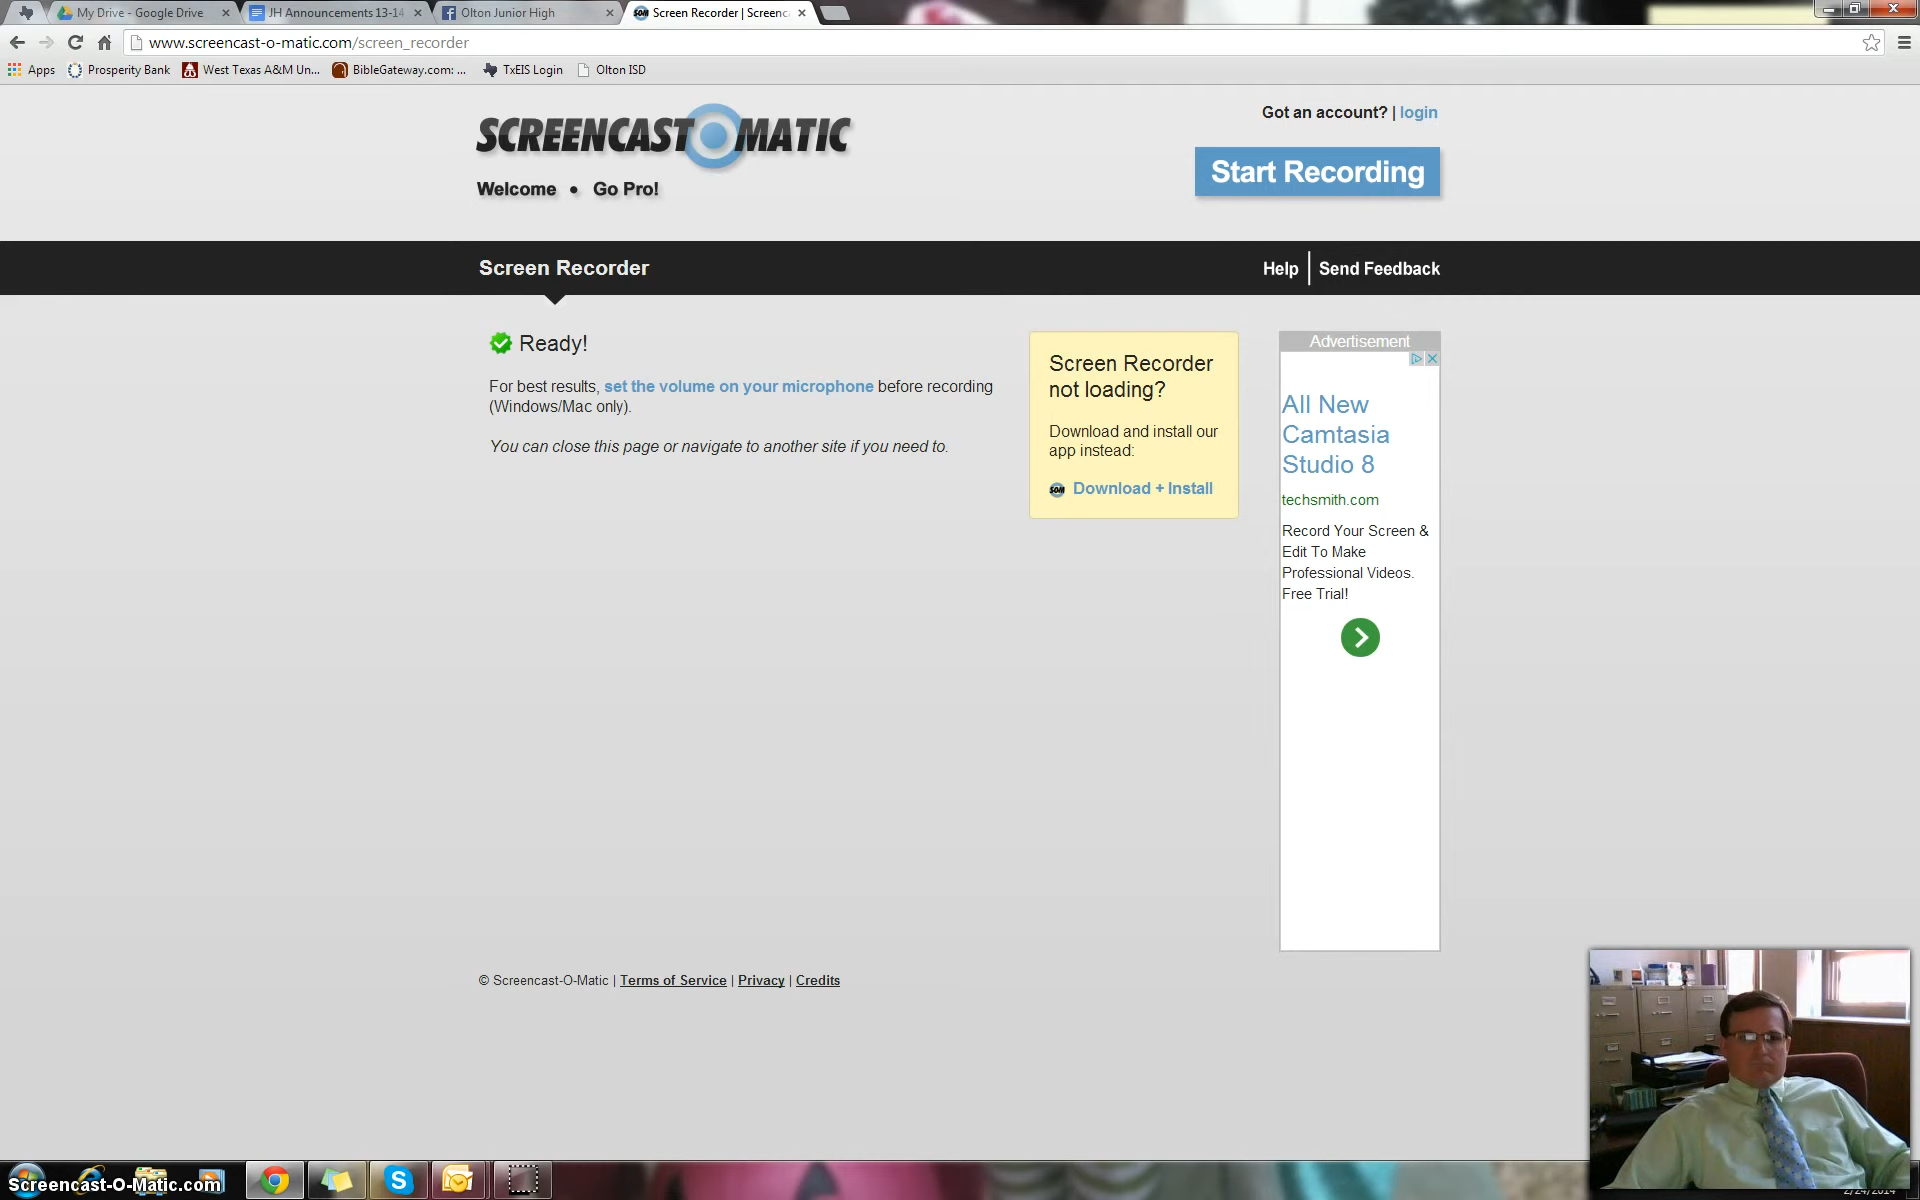 My Drive - Google Drive
JH Announcements 13-14
Olton Junior High
Screen Recorder | Screenc
www.screencast-o-matic.com/screen_recorder
Apps
Prosperity Bank
West Texas A&M Un...
BibleGateway.com: ...
TxEIS Login
Olton ISD
SCREENCAST O MATIC
Got an account? | login
Start Recording
Welcome • Go Pro!
Screen Recorder
Help
Send Feedback
Ready!
For best results, set the volume on your microphone before recording
(Windows/Mac only).
You can close this page or navigate to another site if you need to.
Screen Recorder
not loading?
Download and install our
app instead:
SOM Download + Install
Advertisement
All New
Camtasia
Studio 8
techsmith.com
Record Your Screen &
Edit To Make
Professional Videos.
Free Trial!
© Screencast-O-Matic | Terms of Service | Privacy | Credits
Screencast-O-Matic.com
2/24/2014